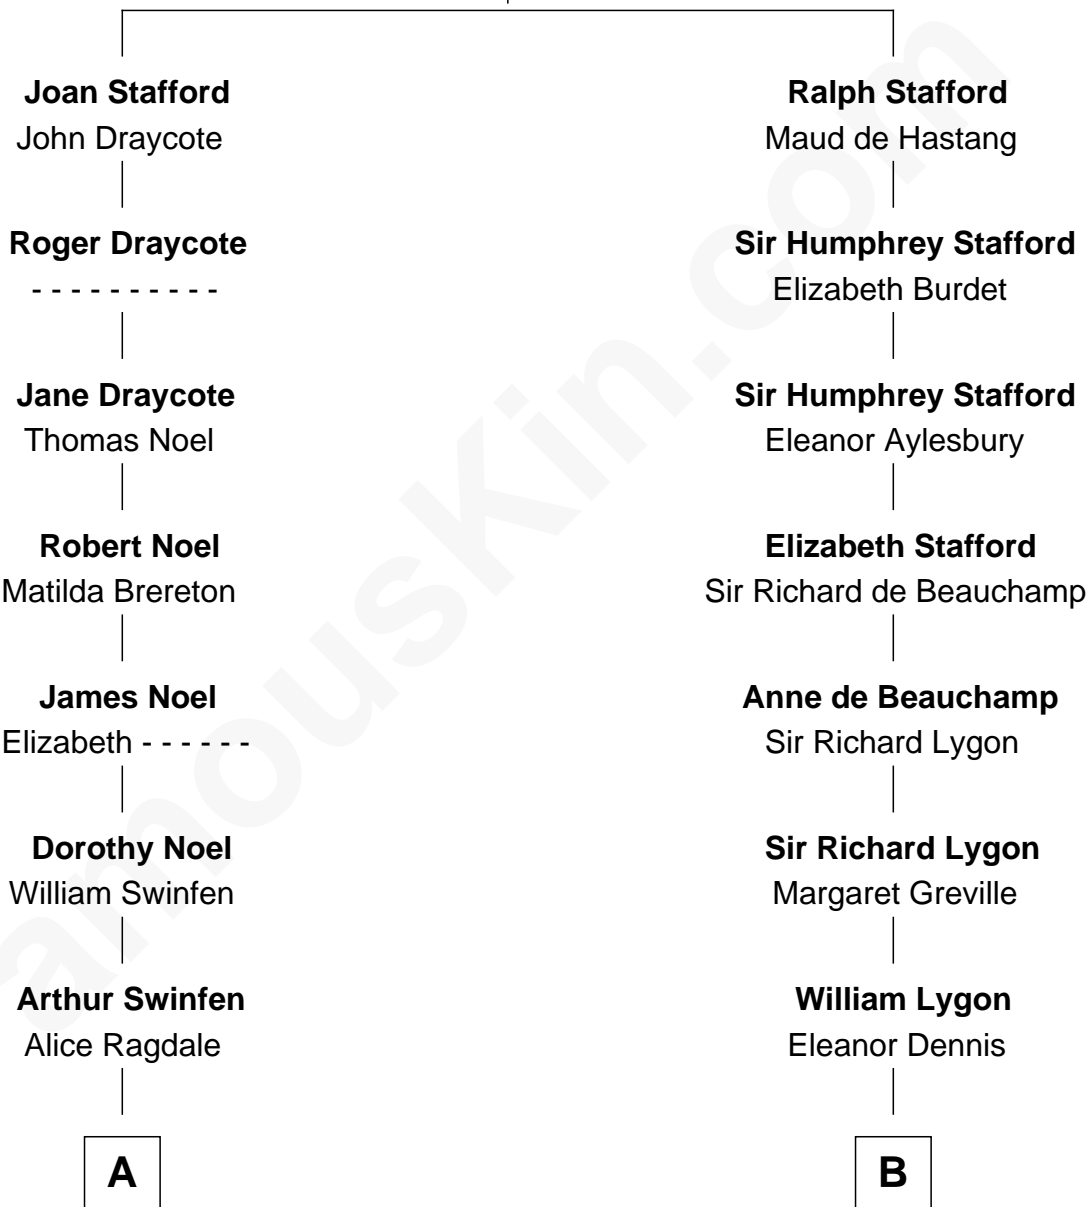 Joan Stafford
John Draycote
Roger Draycote
- - - - - - - - - -
Jane Draycote
Thomas Noel
Robert Noel
Matilda Brereton
James Noel
Elizabeth - - - - - -
Dorothy Noel
William Swinfen
Arthur Swinfen
Alice Ragdale
A
Ralph Stafford
Maud de Hastang
Sir Humphrey Stafford
Elizabeth Burdet
Sir Humphrey Stafford
Eleanor Aylesbury
Elizabeth Stafford
Sir Richard de Beauchamp
Anne de Beauchamp
Sir Richard Lygon
Sir Richard Lygon
Margaret Greville
William Lygon
Eleanor Dennis
B
amousKin.com